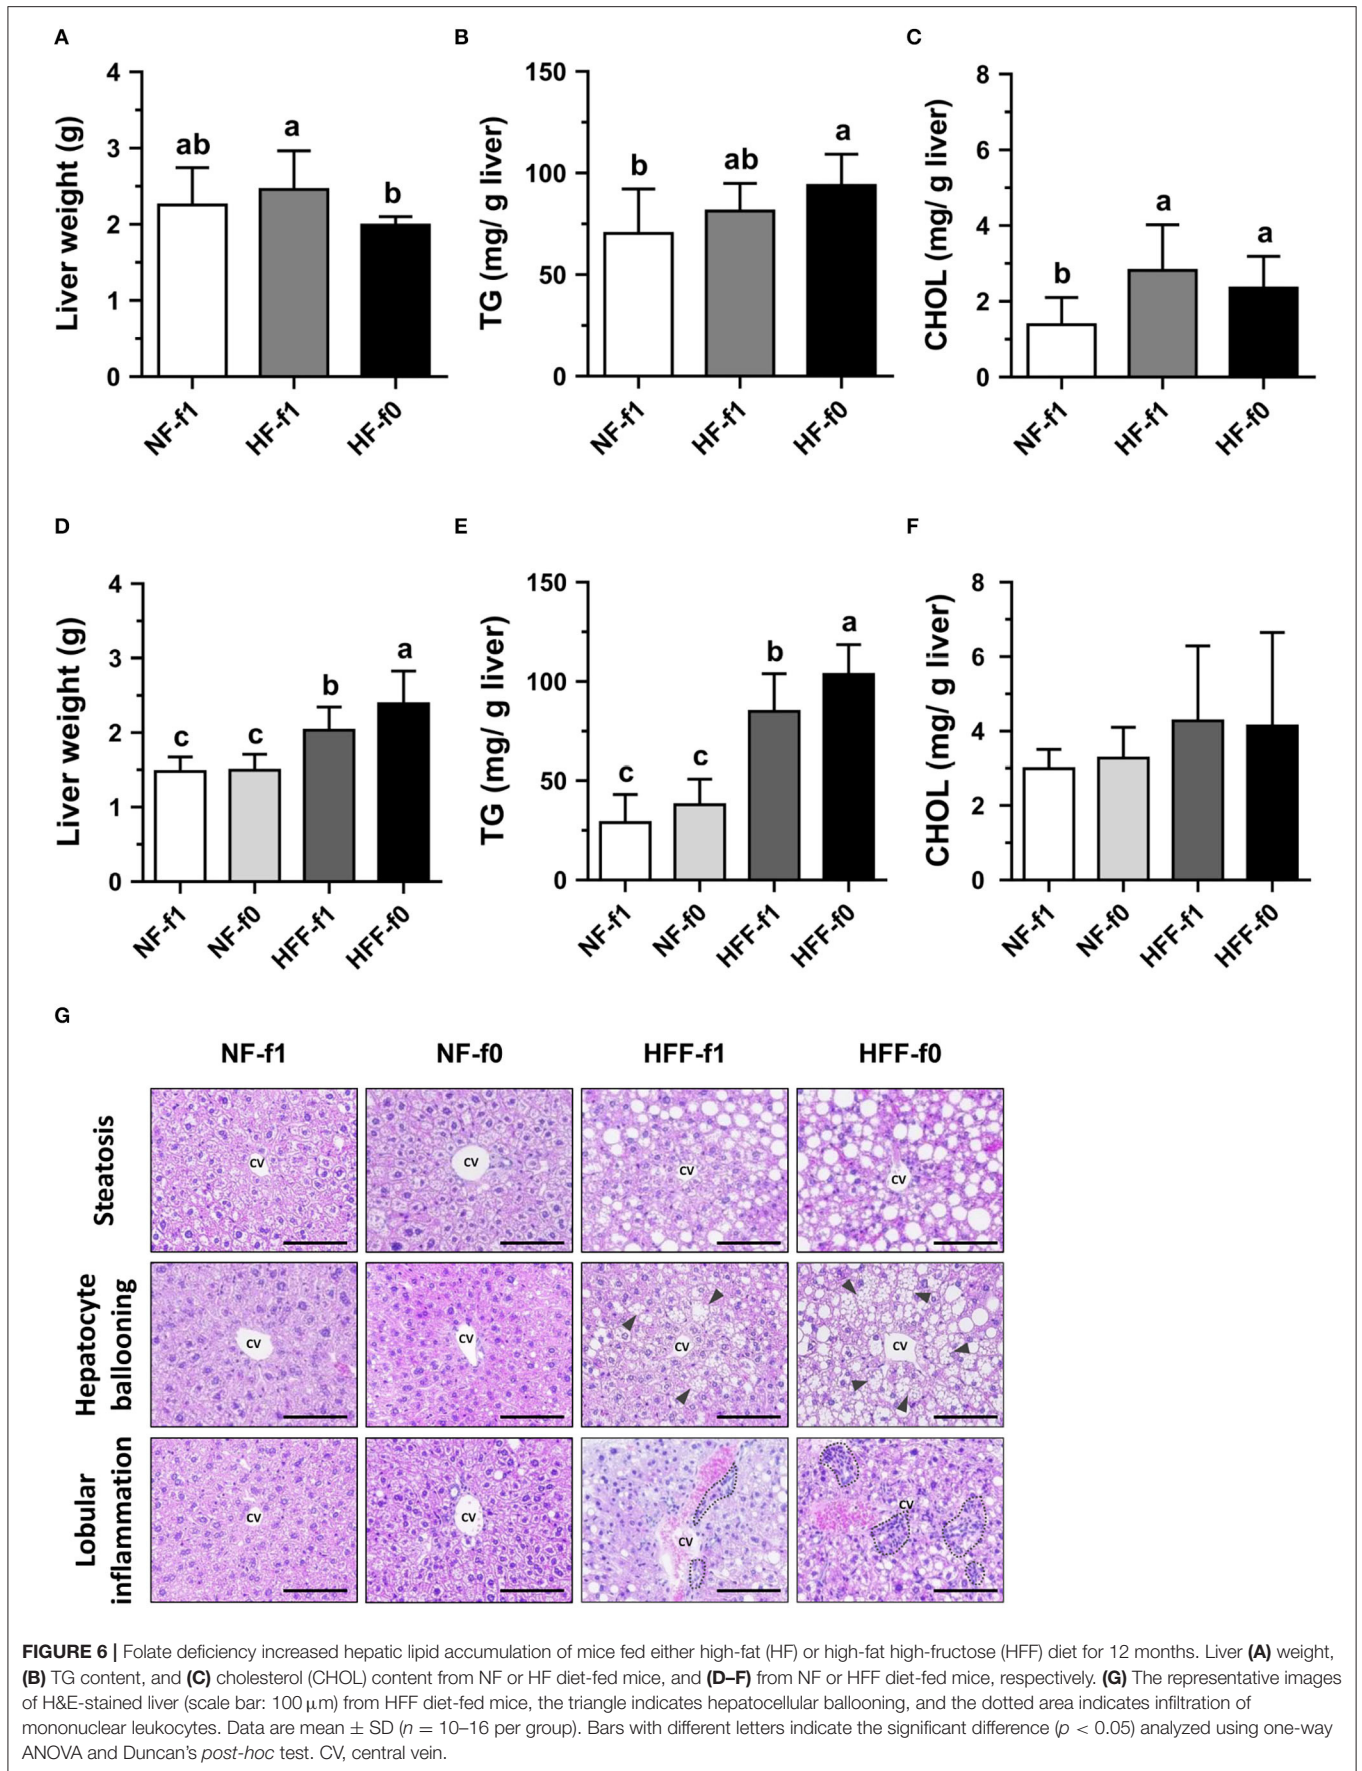 A
B
C
Liver weight (g)
4
3
2
1
0
ab
a
b
NF-f1
HF-f1
HF-f0
TG (mg/ g liver)
150
100
50
0
b
ab
a
NF-f1
HF-f1
HF-f0
CHOL (mg/ g liver)
8
6
4
2
0
b
a
a
NF-f1
HF-f1
HF-f0
D
E
F
Liver weight (g)
4
3
2
1
0
c
c
b
a
NF-f1
NF-f0
HFF-f1
HFF-f0
TG (mg/ g liver)
150
100
50
0
c
c
b
a
NF-f1
NF-f0
HFF-f1
HFF-f0
CHOL (mg/ g liver)
8
6
4
2
0
NF-f1
NF-f0
HFF-f1
HFF-f0
G
NF-f1
NF-f0
HFF-f1
HFF-f0
Steatosis
CV
CV
CV
CV
Hepatocyte
ballooning
CV
CV
CV
CV
Lobular
inflammation
CV
CV
CV
CV
FIGURE 6 | Folate deficiency increased hepatic lipid accumulation of mice fed either high-fat (HF) or high-fat high-fructose (HFF) diet for 12 months. Liver (A) weight,
(B) TG content, and (C) cholesterol (CHOL) content from NF or HF diet-fed mice, and (D–F) from NF or HFF diet-fed mice, respectively. (G) The representative images
of H&E-stained liver (scale bar: 100 μm) from HFF diet-fed mice, the triangle indicates hepatocellular ballooning, and the dotted area indicates infiltration of
mononuclear leukocytes. Data are mean ± SD (n = 10–16 per group). Bars with different letters indicate the significant difference (p < 0.05) analyzed using one-way
ANOVA and Duncan's post-hoc test. CV, central vein.